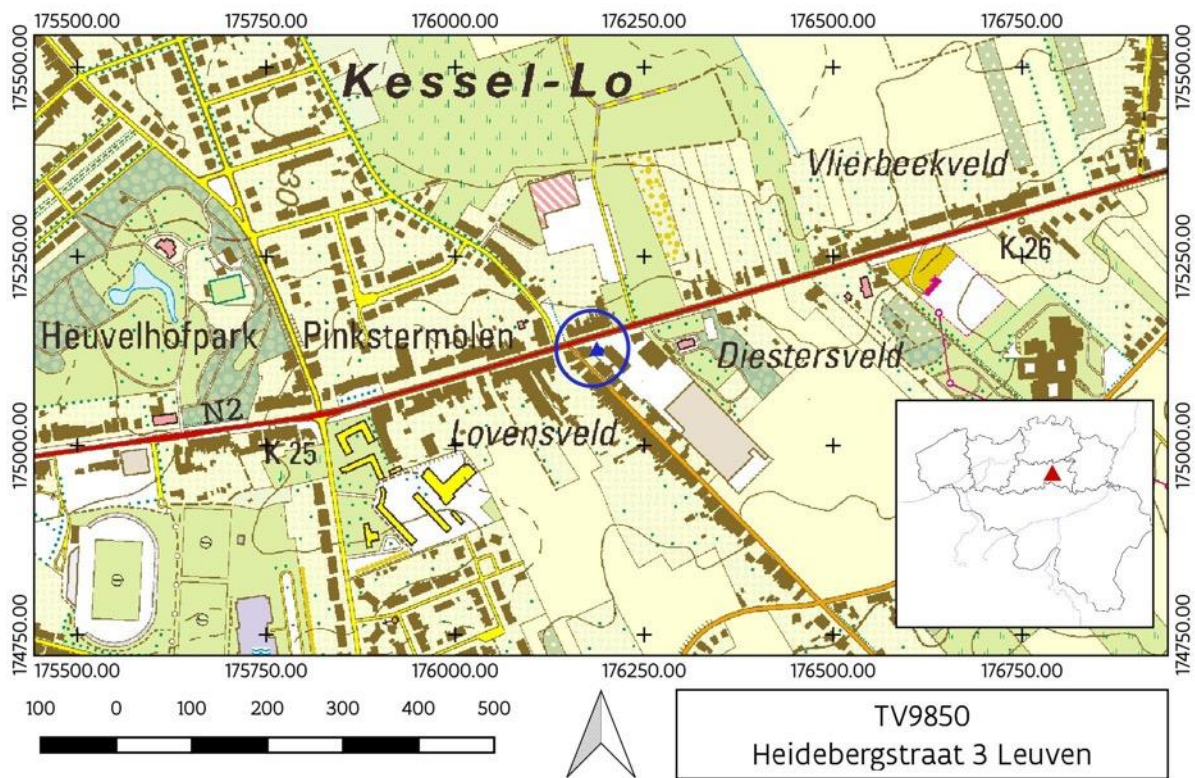 175500.00 175750.00 176000.00 176250.00 176500.00 176750.00
175500.00
175500.00
Kessel-Lo
Vlierbeekveld
30
175250.00
K.26
175250.00
Heuvelhofpark
Pinkstermolen
Diestersveld
N2
Lovensveld
K 25
175000.00
175000.00
174750.00
174750.00
175500.00 175750.00 176000.00 176250.00 176500.00 176750.00
100 0 100 200 300 400 500
TV9850
Heidebergstraat 3 Leuven